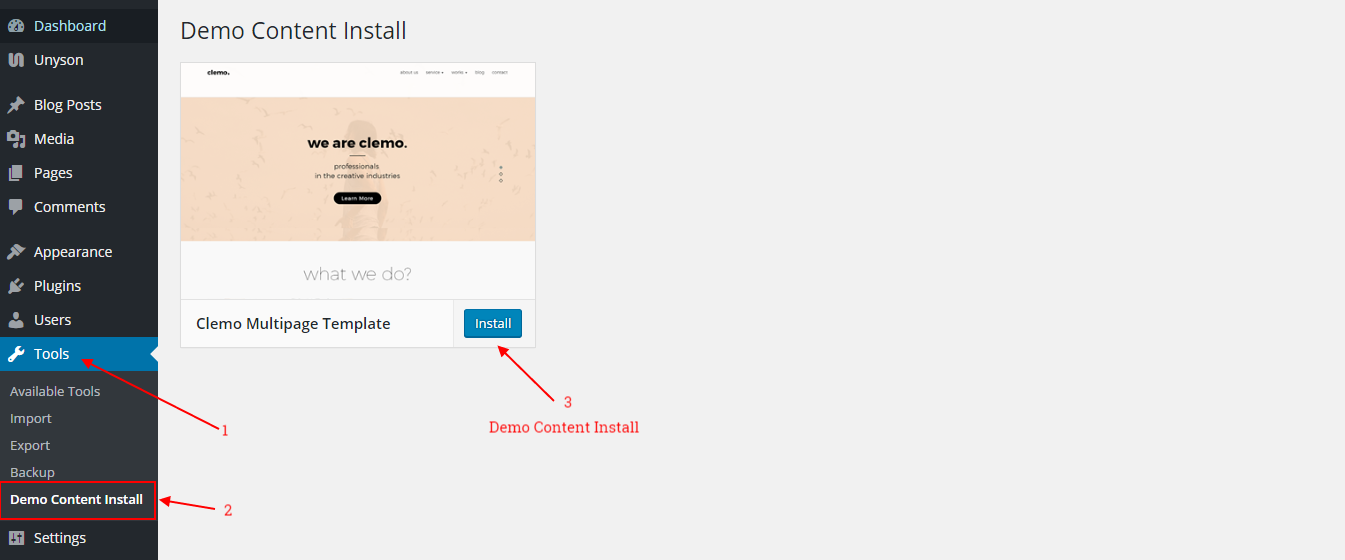 Dashboard
Unyson
Blog Posts
Media
Pages
Comments
Appearance
Plugins
Users
Tools
Available Tools
Import
Export
Backup
Demo Content Install
Settings
Demo Content Install
clemo.
about us service works blog contact
we are clemo.
professionals
in the creative industries
Learn More
what we do?
Clemo Multipage Template
Install
1
2
3
Demo Content Install